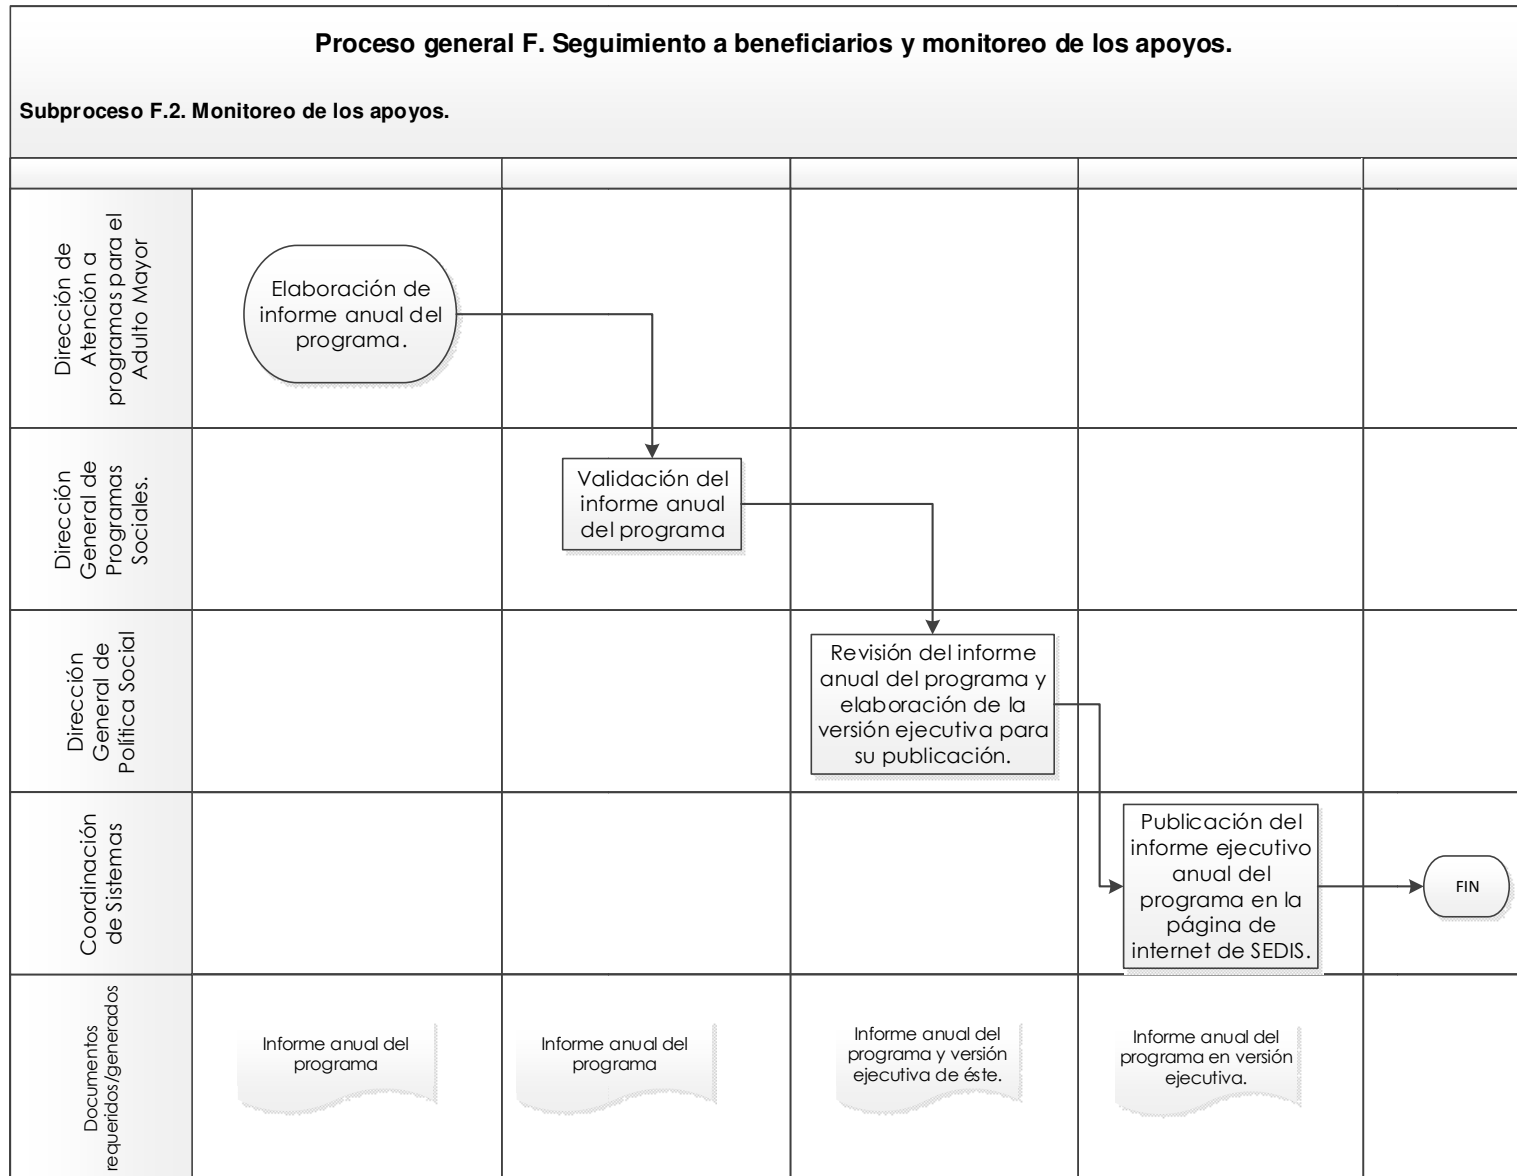 Proceso general F. Seguimiento a beneficiarios y monitoreo de los apoyos.
Subproceso F.2. Monitoreo de los apoyos.
Dirección de
Atención a
programas para el
Adulto Mayor
Elaboración de
informe anual del
programa.
Dirección
General de
Programas
Sociales.
Validación del
informe anual
del programa
Dirección
General de
Política Social
Revisión del informe
anual del programa y
elaboración de la
versión ejecutiva para
su publicación.
Coordinación
de Sistemas
Publicación del
informe ejecutivo
anual del
programa en la
página de
internet de SEDIS.
FIN
Documentos
requeridos/generados
Informe anual del
programa
Informe anual del
programa
Informe anual del
programa y versión
ejecutiva de éste.
Informe anual del
programa en versión
ejecutiva.